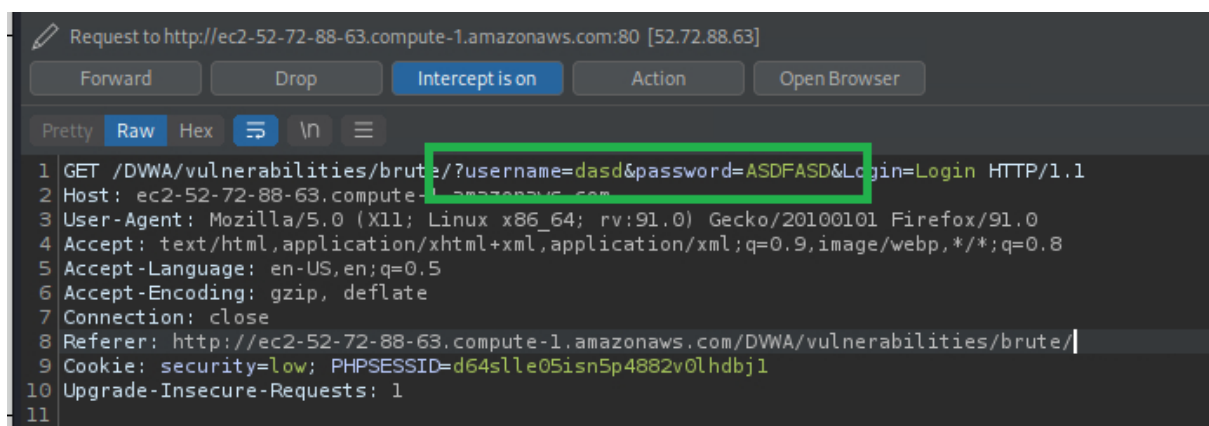 Request to http://ec2-52-72-88-63.compute-1.amazonaws.com:80 [52.72.88.63]
Forward Drop Intercept is on Action Open Browser
Pretty Raw Hex \n
1 GET /DVWA/vulnerabilities/brute/?username=dasd&password=ASDFASD&Login=Login HTTP/1.1
2 Host: ec2-52-72-88-63.compute-1.amazonaws.com
3 User-Agent: Mozilla/5.0 (X11; Linux x86_64; rv:91.0) Gecko/20100101 Firefox/91.0
4 Accept: text/html,application/xhtml+xml,application/xml;q=0.9,image/webp,*/*;q=0.8
5 Accept-Language: en-US,en;q=0.5
6 Accept-Encoding: gzip, deflate
7 Connection: close
8 Referer: http://ec2-52-72-88-63.compute-1.amazonaws.com/DVWA/vulnerabilities/brute/
9 Cookie: security=low; PHPSESSID=d64slle05isn5p4882v0lhdbj1
10 Upgrade-Insecure-Requests: 1
11